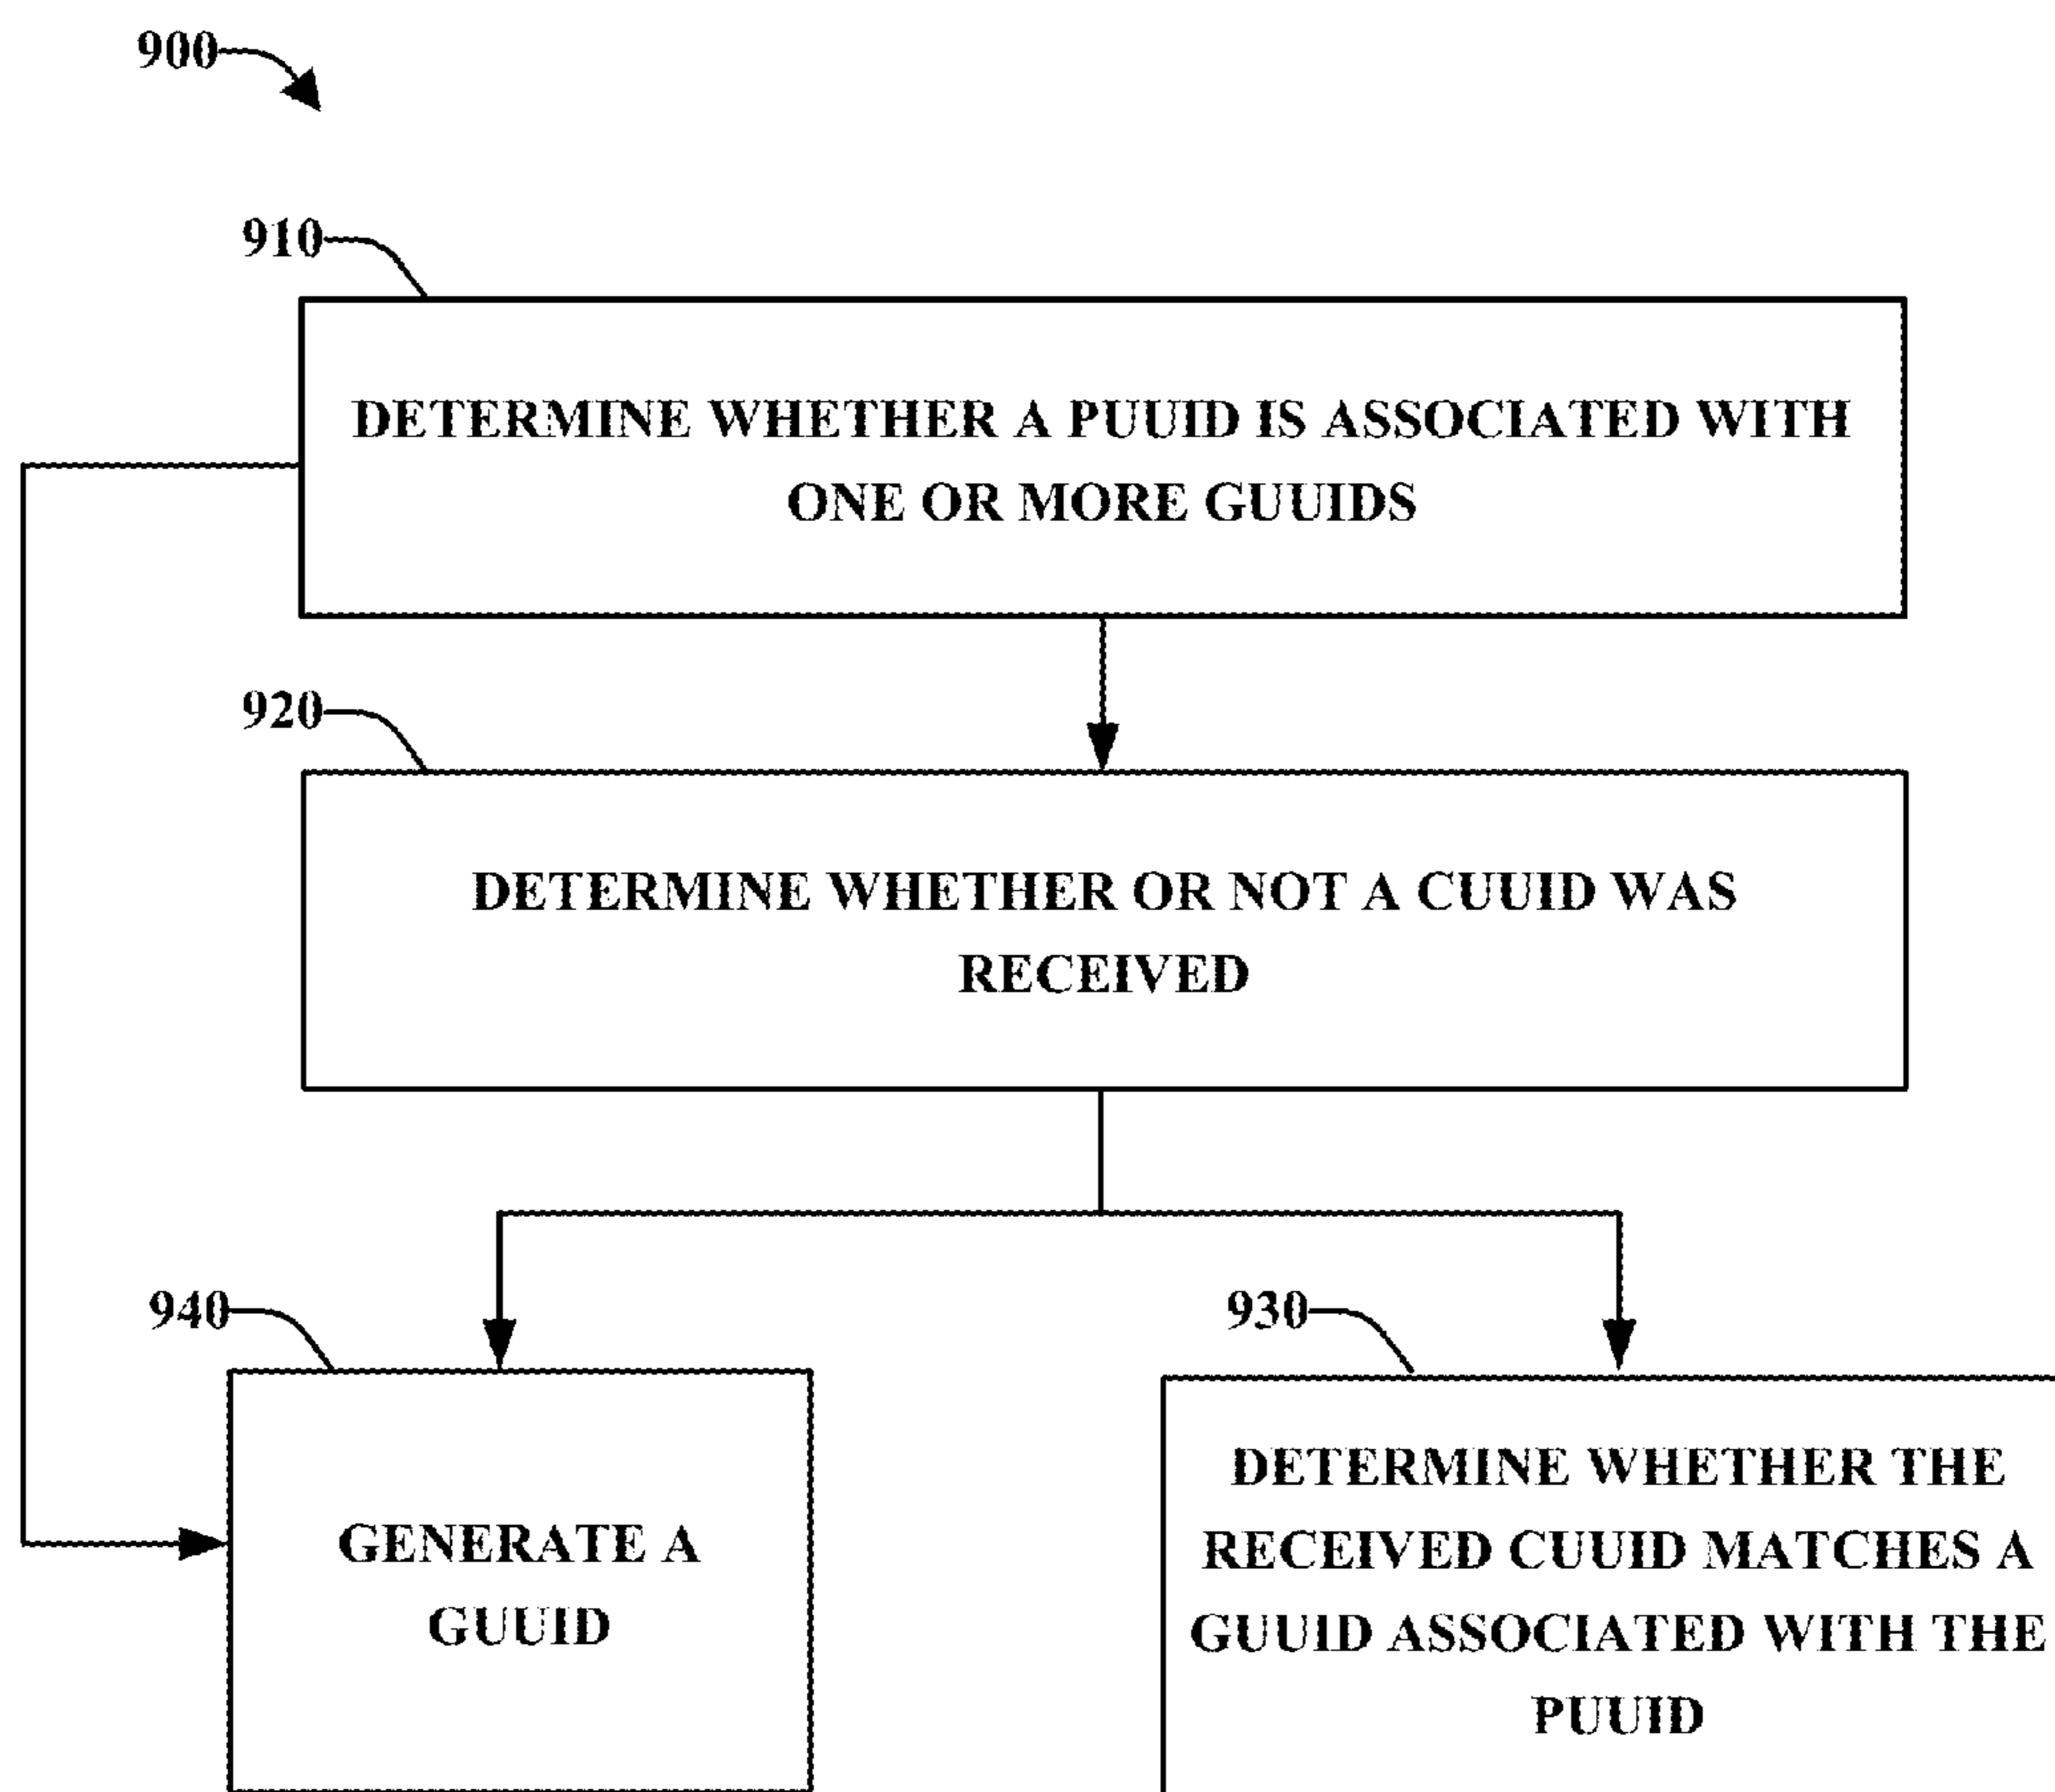 900
910
DETERMINE WHETHER A PUUID IS ASSOCIATED WITH
ONE OR MORE GUUIDS
920
DETERMINE WHETHER OR NOT A CUUID WAS
RECEIVED
940
GENERATE A
GUUID
930
DETERMINE WHETHER THE
RECEIVED CUUID MATCHES A
GUUID ASSOCIATED WITH THE
PUUID